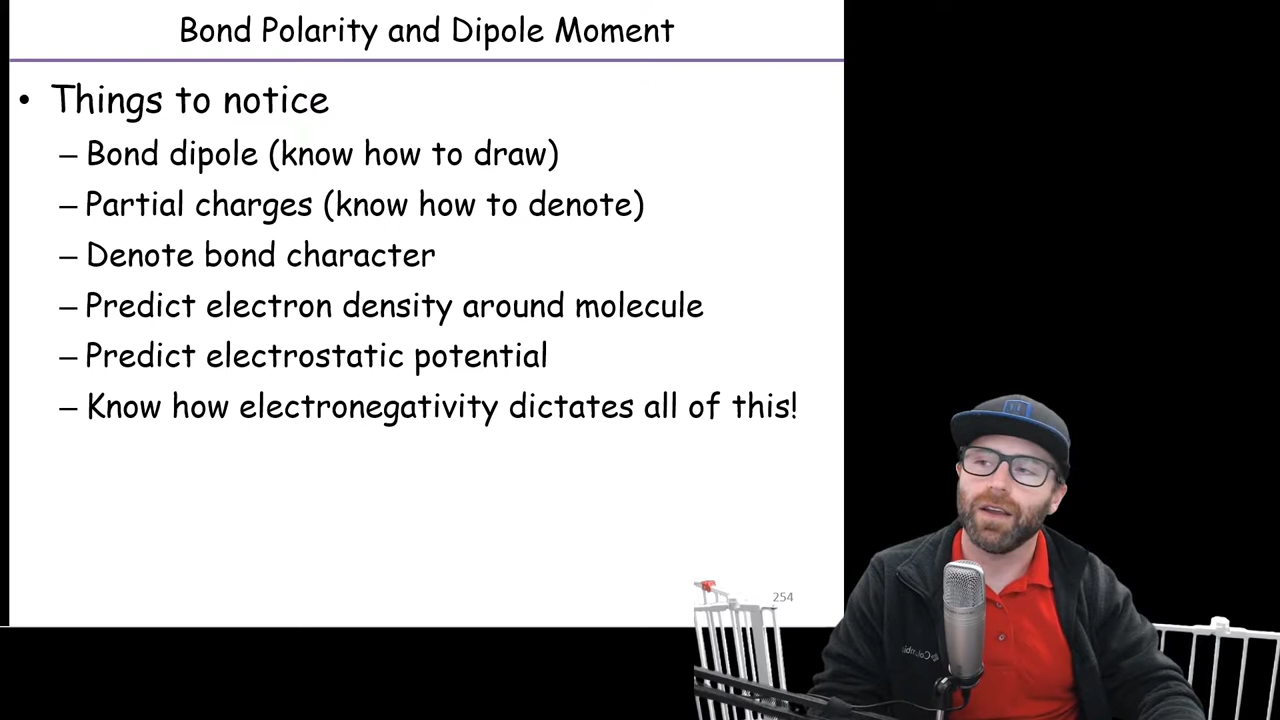 Bond Polarity and Dipole Moment
• Things to notice
– Bond dipole (know how to draw)
– Partial charges (know how to denote)
– Denote bond character
– Predict electron density around molecule
– Predict electrostatic potential
– Know how electronegativity dictates all of this!
254